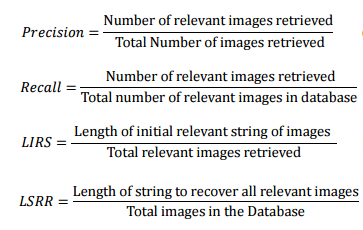 Precision = Number of relevant images retrieved / Total Number of images retrieved
Recall = Number of relevant images retrieved / Total number of relevant images in database
LIRS = Length of initial relevant string of images / Total relevant images retrieved
LSRR = Length of string to recover all relevant images / Total images in the Database